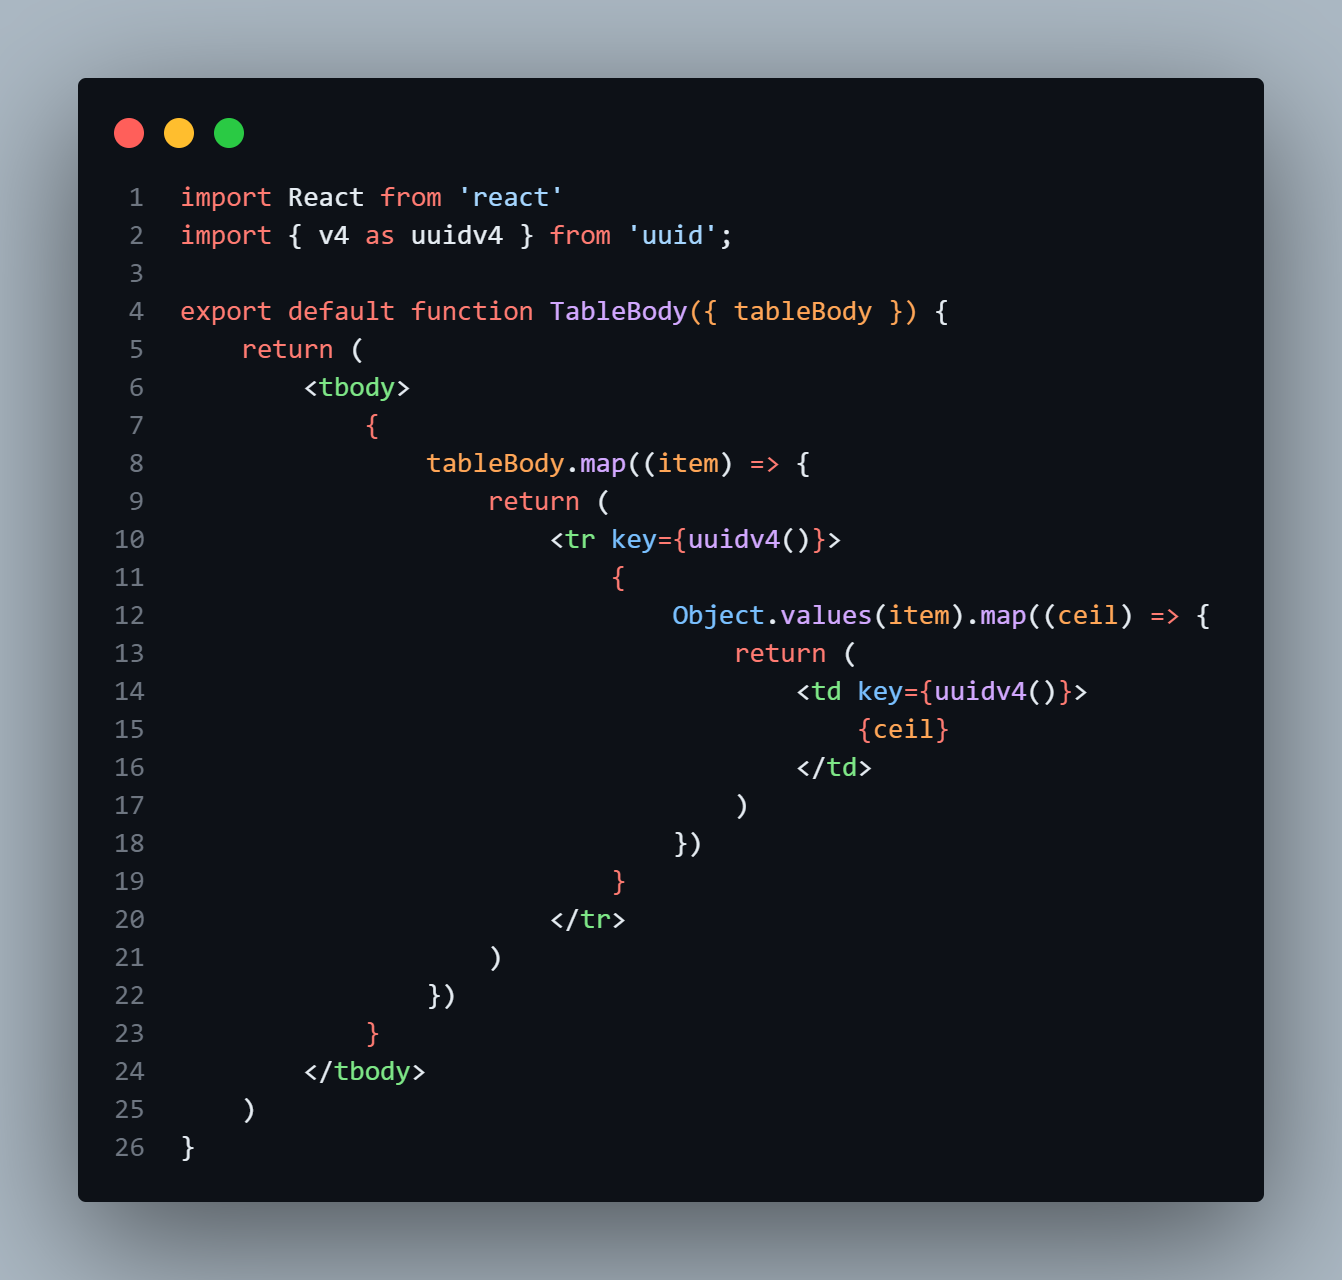 1 import React from 'react'
2 import { v4 as uuidv4 } from 'uuid';
3
4 export default function TableBody({ tableBody }) {
5     return (
6         <tbody>
7             {
8                 tableBody.map((item) => {
9                     return (
10                         <tr key={uuidv4()}>
11                             {
12                                 Object.values(item).map((ceil) => {
13                                     return (
14                                         <td key={uuidv4()}>
15                                             {ceil}
16                                         </td>
17                                     )
18                                 })
19                             }
20                         </tr>
21                     )
22                 })
23             }
24         </tbody>
25     )
26 }